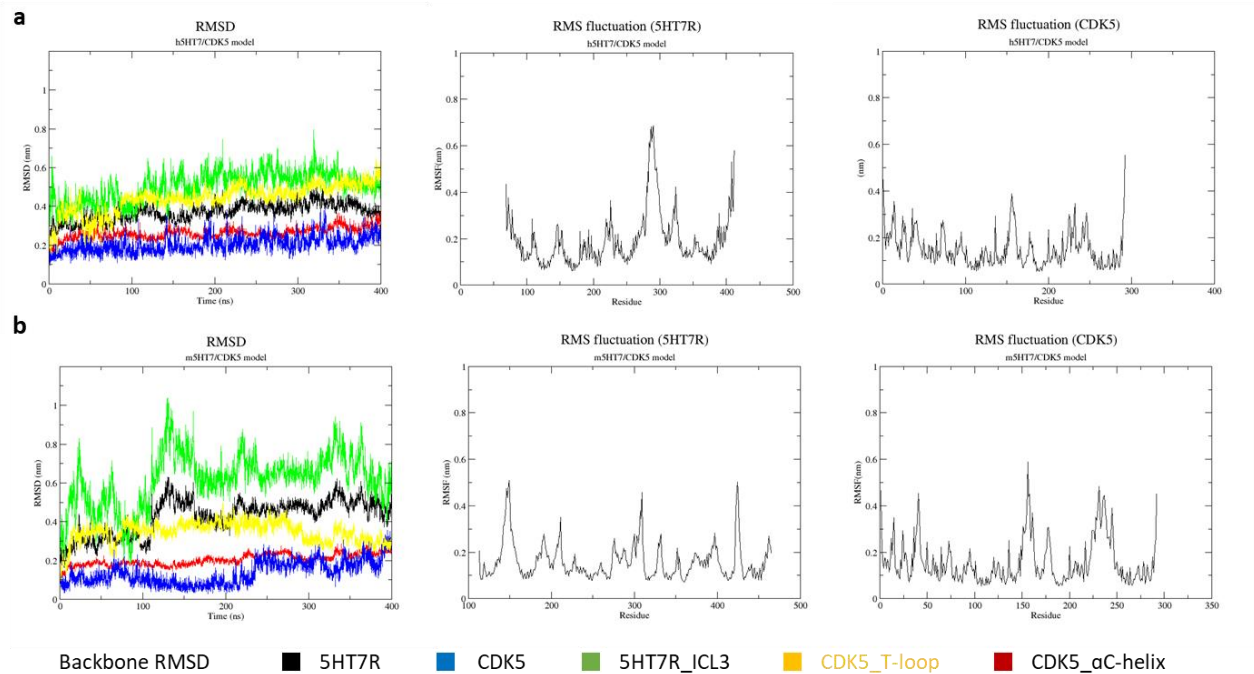 a
RMSD
h5HT7/CDK5 model
RMSD (nm)
1
0.8
0.6
0.4
0.2
0
0 100 200 300 400
Time (ns)
RMS fluctuation (5HT7R)
h5HT7/CDK5 model
RMSF(nm)
1
0.8
0.6
0.4
0.2
0
0 100 200 300 400 500
Residue
RMS fluctuation (CDK5)
h5HT7/CDK5 model
(nm)
1
0.8
0.6
0.4
0.2
0
0 100 200 300 400
Residue
b
RMSD
m5HT7/CDK5 model
RMSD (nm)
1
0.8
0.6
0.4
0.2
0
0 100 200 300 400
Time (ns)
RMS fluctuation (5HT7R)
m5HT7/CDK5 model
RMSF (nm)
1
0.8
0.6
0.4
0.2
0
100 200 300 400 500
Residue
RMS fluctuation (CDK5)
m5HT7/CDK5 model
RMSF(nm)
1
0.8
0.6
0.4
0.2
0
0 50 100 150 200 250 300 350
Residue
Backbone RMSD 5HT7R CDK5 5HT7R_ICL3 CDK5_T-loop CDK5_αC-helix